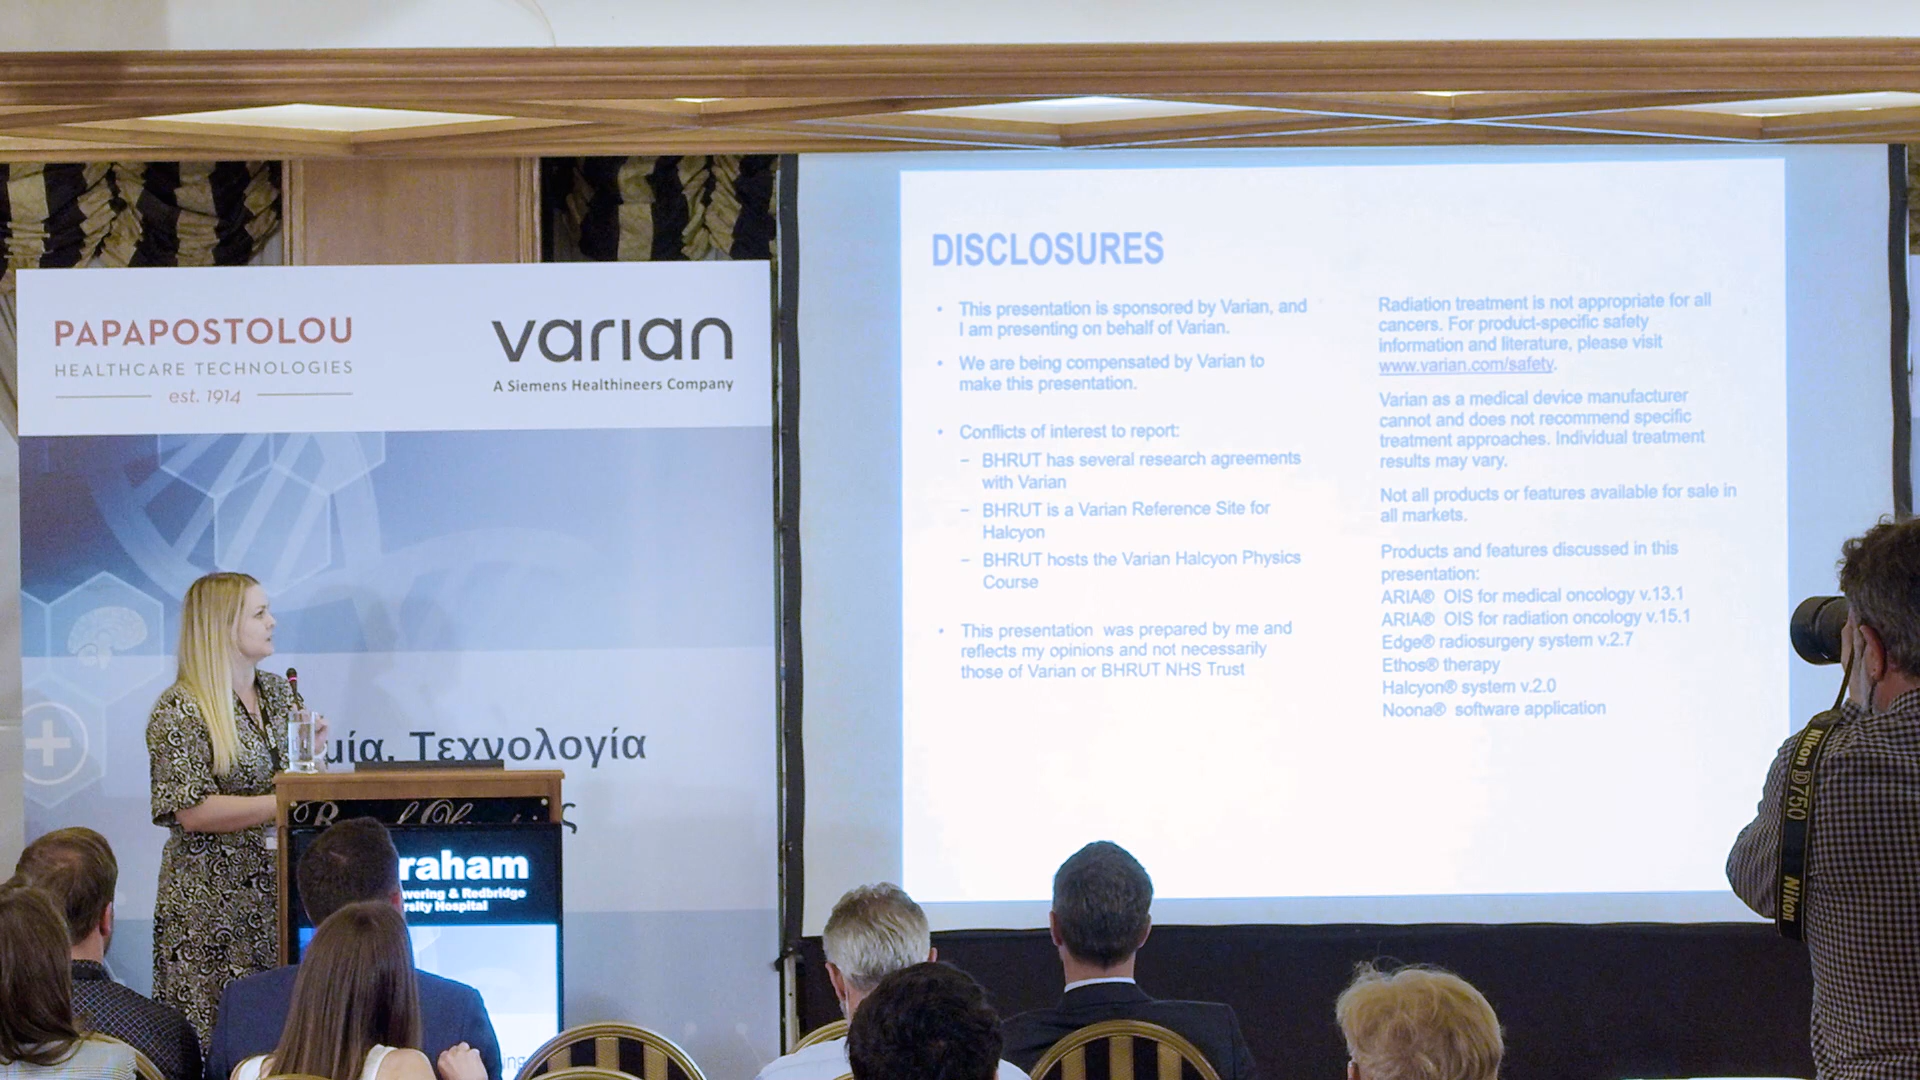 PAPAPOSTOLOU
HEALTHCARE TECHNOLOGIES
est. 1914
varian
A Siemens Healthineers Company
μία, Τεχνολογία
ς
raham
vering & Redbridge
rsity Hospital
DISCLOSURES
• This presentation is sponsored by Varian, and
I am presenting on behalf of Varian.
• We are being compensated by Varian to
make this presentation.
• Conflicts of interest to report:
– BHRUT has several research agreements
with Varian
– BHRUT is a Varian Reference Site for
Halcyon
– BHRUT hosts the Varian Halcyon Physics
Course
• This presentation was prepared by me and
reflects my opinions and not necessarily
those of Varian or BHRUT NHS Trust
Radiation treatment is not appropriate for all
cancers. For product-specific safety
information and literature, please visit
www.varian.com/safety.
Varian as a medical device manufacturer
cannot and does not recommend specific
treatment approaches. Individual treatment
results may vary.
Not all products or features available for sale in
all markets.
Products and features discussed in this
presentation:
ARIA® OIS for medical oncology v.13.1
ARIA® OIS for radiation oncology v.15.1
Edge® radiosurgery system v.2.7
Ethos® therapy
Halcyon® system v.2.0
Noona® software application
Nikon D750
Nikon